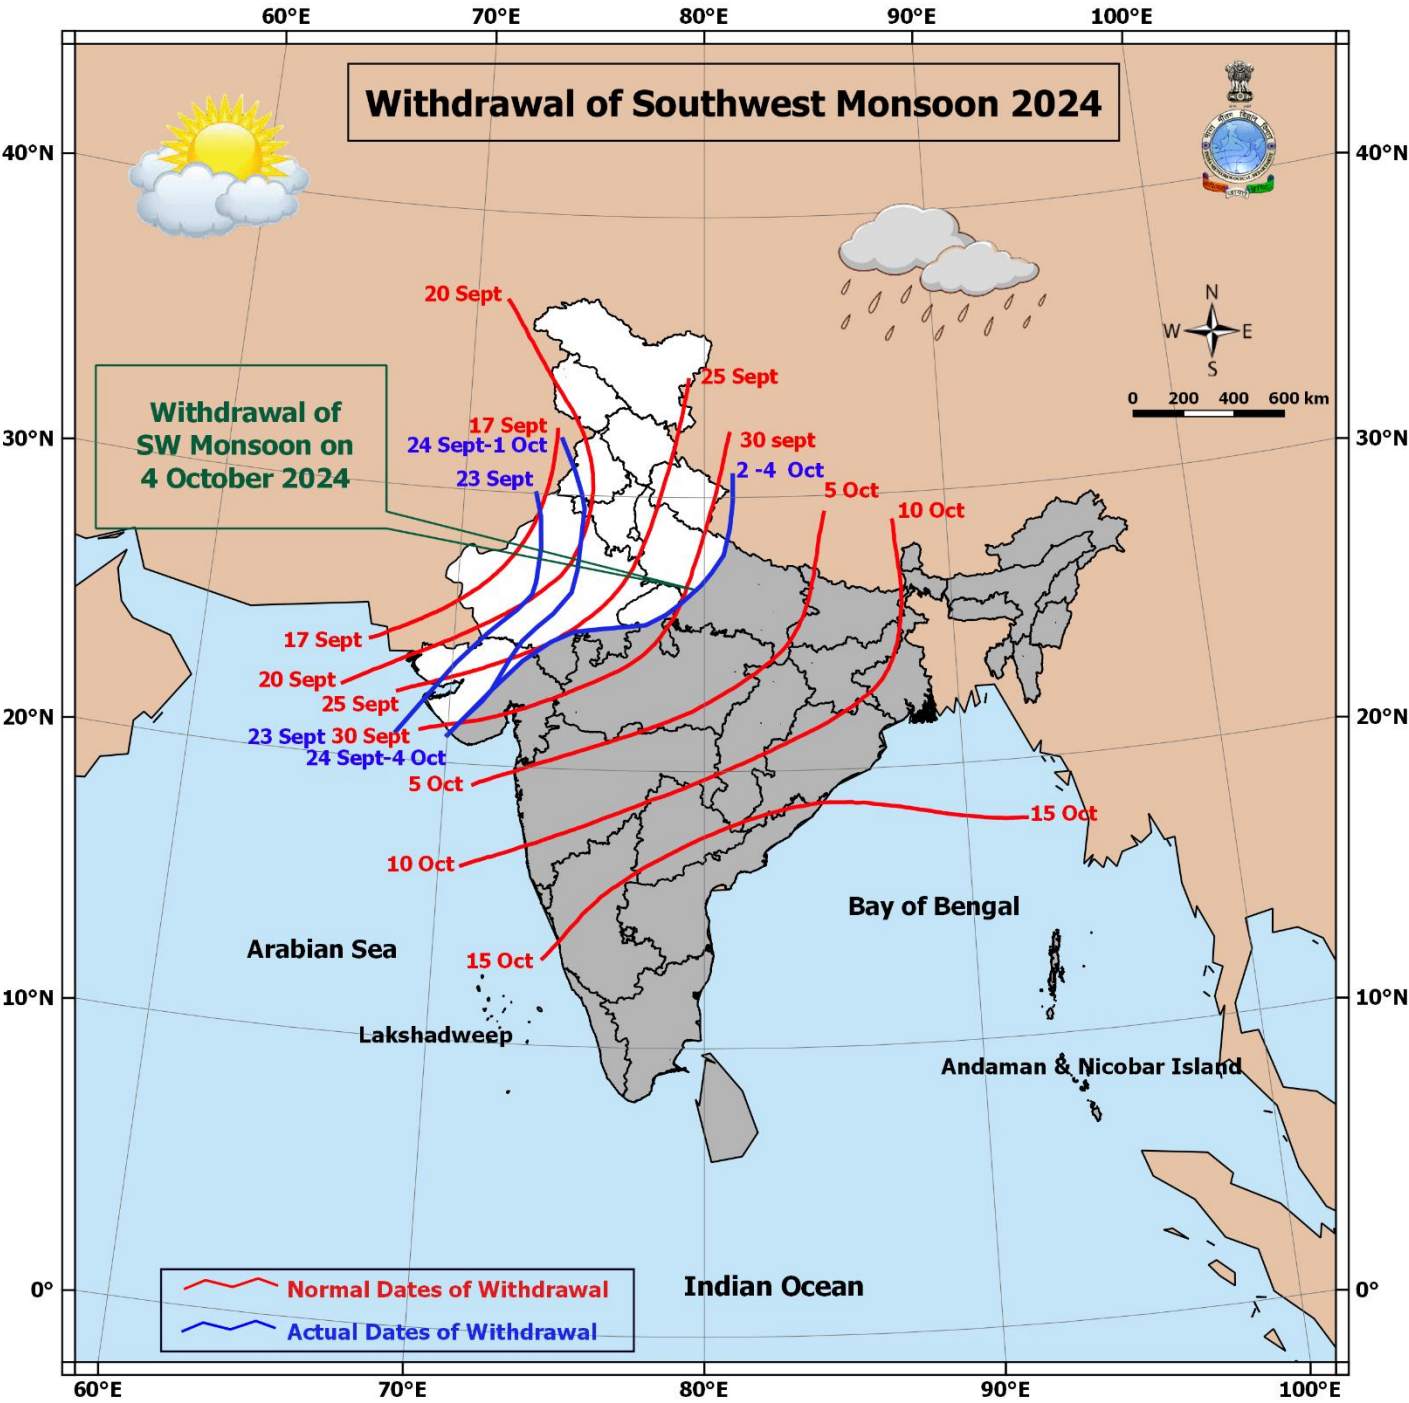 60°E 70°E 80°E 90°E 100°E
Withdrawal of Southwest Monsoon 2024
40°N 40°N
20 Sept
N
W E
S
25 Sept
0 200 400 600 km
Withdrawal of
SW Monsoon on
4 October 2024
17 Sept
24 Sept-1 Oct
30°N 30 sept 30°N
23 Sept
2 -4 Oct
5 Oct
10 Oct
17 Sept
20 Sept
25 Sept
20°N 20°N
23 Sept 30 Sept
24 Sept-4 Oct
5 Oct
15 Oct
10 Oct
Bay of Bengal
Arabian Sea
15 Oct
10°N 10°N
Lakshadweep
Andaman & Nicobar Island
0° 0°
Indian Ocean
Normal Dates of Withdrawal
Actual Dates of Withdrawal
60°E 70°E 80°E 90°E 100°E